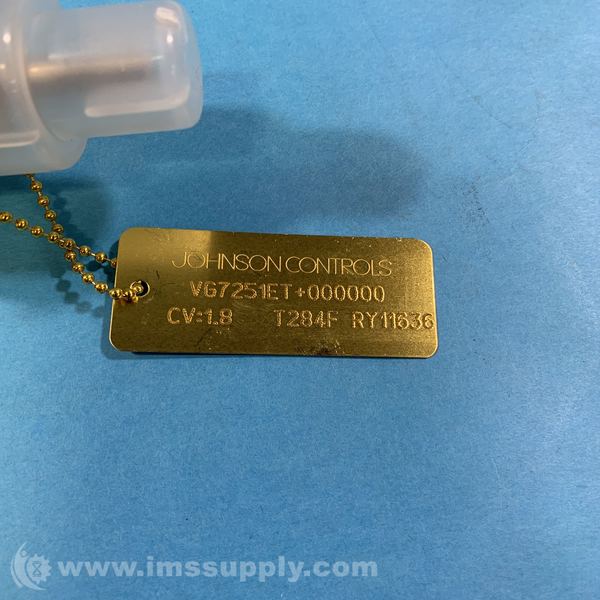 JOHNSON CONTROLS
VG7251ET+000000
CV:1.8 T284F RY11636
www.imssupply.com